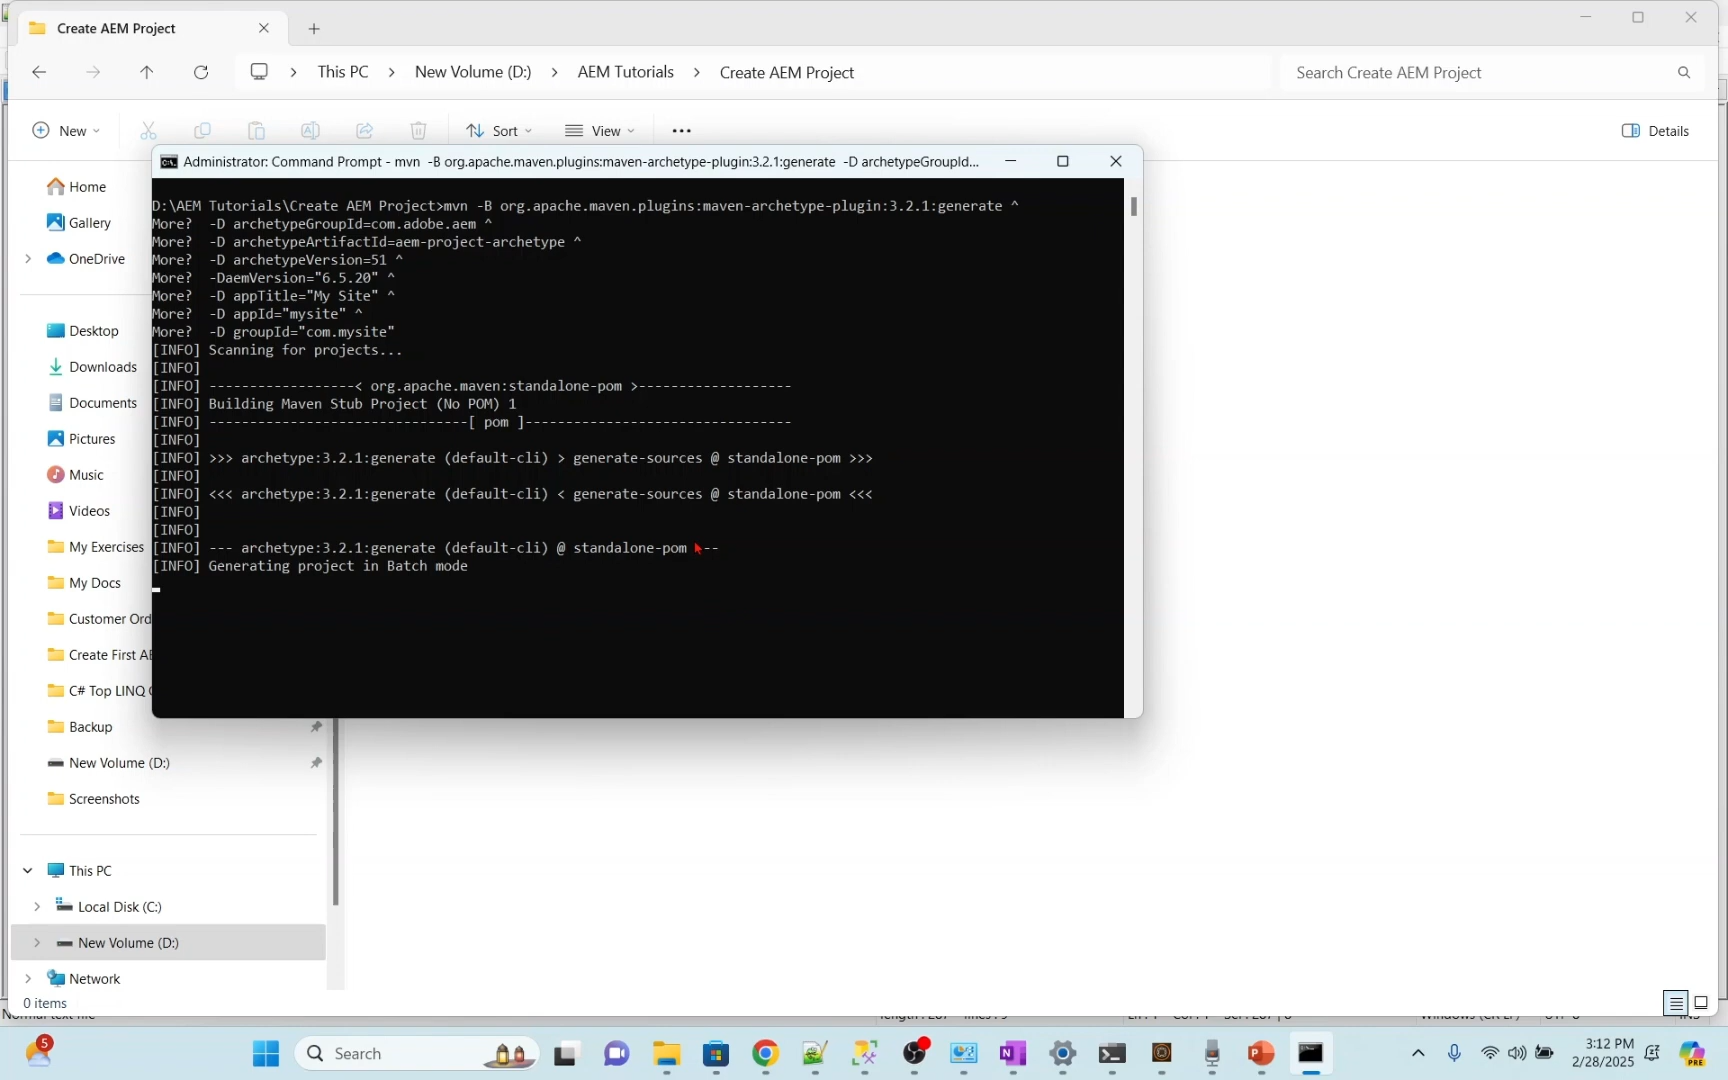 Create AEM Project
This PC > New Volume (D:) > AEM Tutorials > Create AEM Project
Search Create AEM Project
New
Sort
View
Details
Administrator: Command Prompt - mvn -B org.apache.maven.plugins:maven-archetype-plugin:3.2.1:generate -D archetypeGroupId...
D:\AEM Tutorials\Create AEM Project>mvn -B org.apache.maven.plugins:maven-archetype-plugin:3.2.1:generate ^
More? -D archetypeGroupId=com.adobe.aem ^
More? -D archetypeArtifactId=aem-project-archetype ^
More? -D archetypeVersion=51 ^
More? -DaemVersion="6.5.20" ^
More? -D appTitle="My Site" ^
More? -D appId="mysite" ^
More? -D groupId="com.mysite"
[INFO] Scanning for projects...
[INFO]
[INFO] ------------------< org.apache.maven:standalone-pom >-------------------
[INFO] Building Maven Stub Project (No POM) 1
[INFO] --------------------------------[ pom ]---------------------------------
[INFO]
[INFO] >>> archetype:3.2.1:generate (default-cli) > generate-sources @ standalone-pom >>>
[INFO]
[INFO] <<< archetype:3.2.1:generate (default-cli) < generate-sources @ standalone-pom <<<
[INFO]
[INFO]
[INFO] --- archetype:3.2.1:generate (default-cli) @ standalone-pom ---
[INFO] Generating project in Batch mode
Home
Gallery
OneDrive
Desktop
Downloads
Documents
Pictures
Music
Videos
My Exercises
My Docs
Customer Ord
Create First AE
C# Top LINQ
Backup
New Volume (D:)
Screenshots
This PC
Local Disk (C:)
New Volume (D:)
Network
0 items
5
Search
3:12 PM
2/28/2025
PRE